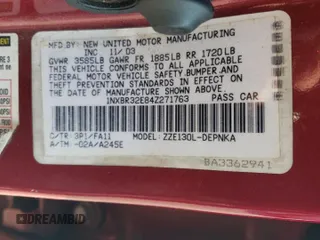 MFD. BY NEW UNITED MOTOR MANUFACTURING
INC 11/03
GVWR 3585LB GAWR FR 1885LB RR 1720LB
THIS VEHICLE CONFORMS TO ALL APPLICABLE
FEDERAL MOTOR VEHICLE SAFETY, BUMPER, AND
THEFT PREVENTION STANDARDS IN EFFECT ON
THE DATE OF MANUFACTURE SHOWN ABOVE.
1NXBR32E84Z271763 PASS. CAR
C/TR: 3P1/FA11 MODEL: ZZE130L-DEPNKA
A/TM: -02A/A245E
BA3362941
DREAMBID